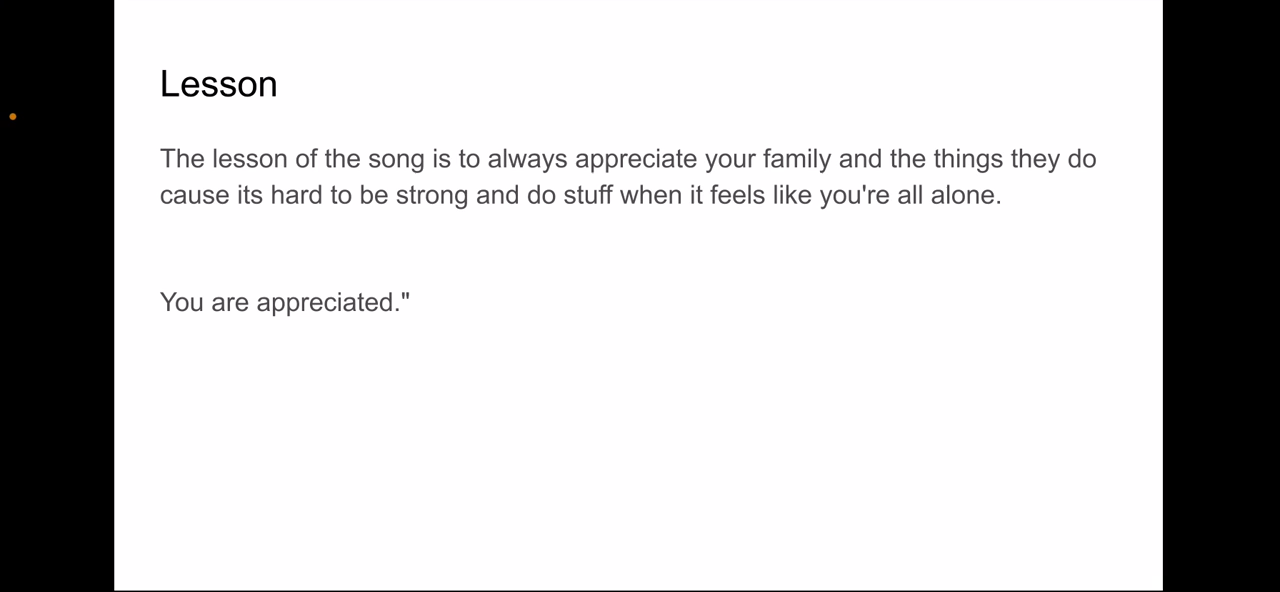 Lesson
The lesson of the song is to always appreciate your family and the things they do
cause its hard to be strong and do stuff when it feels like you're all alone.
You are appreciated."